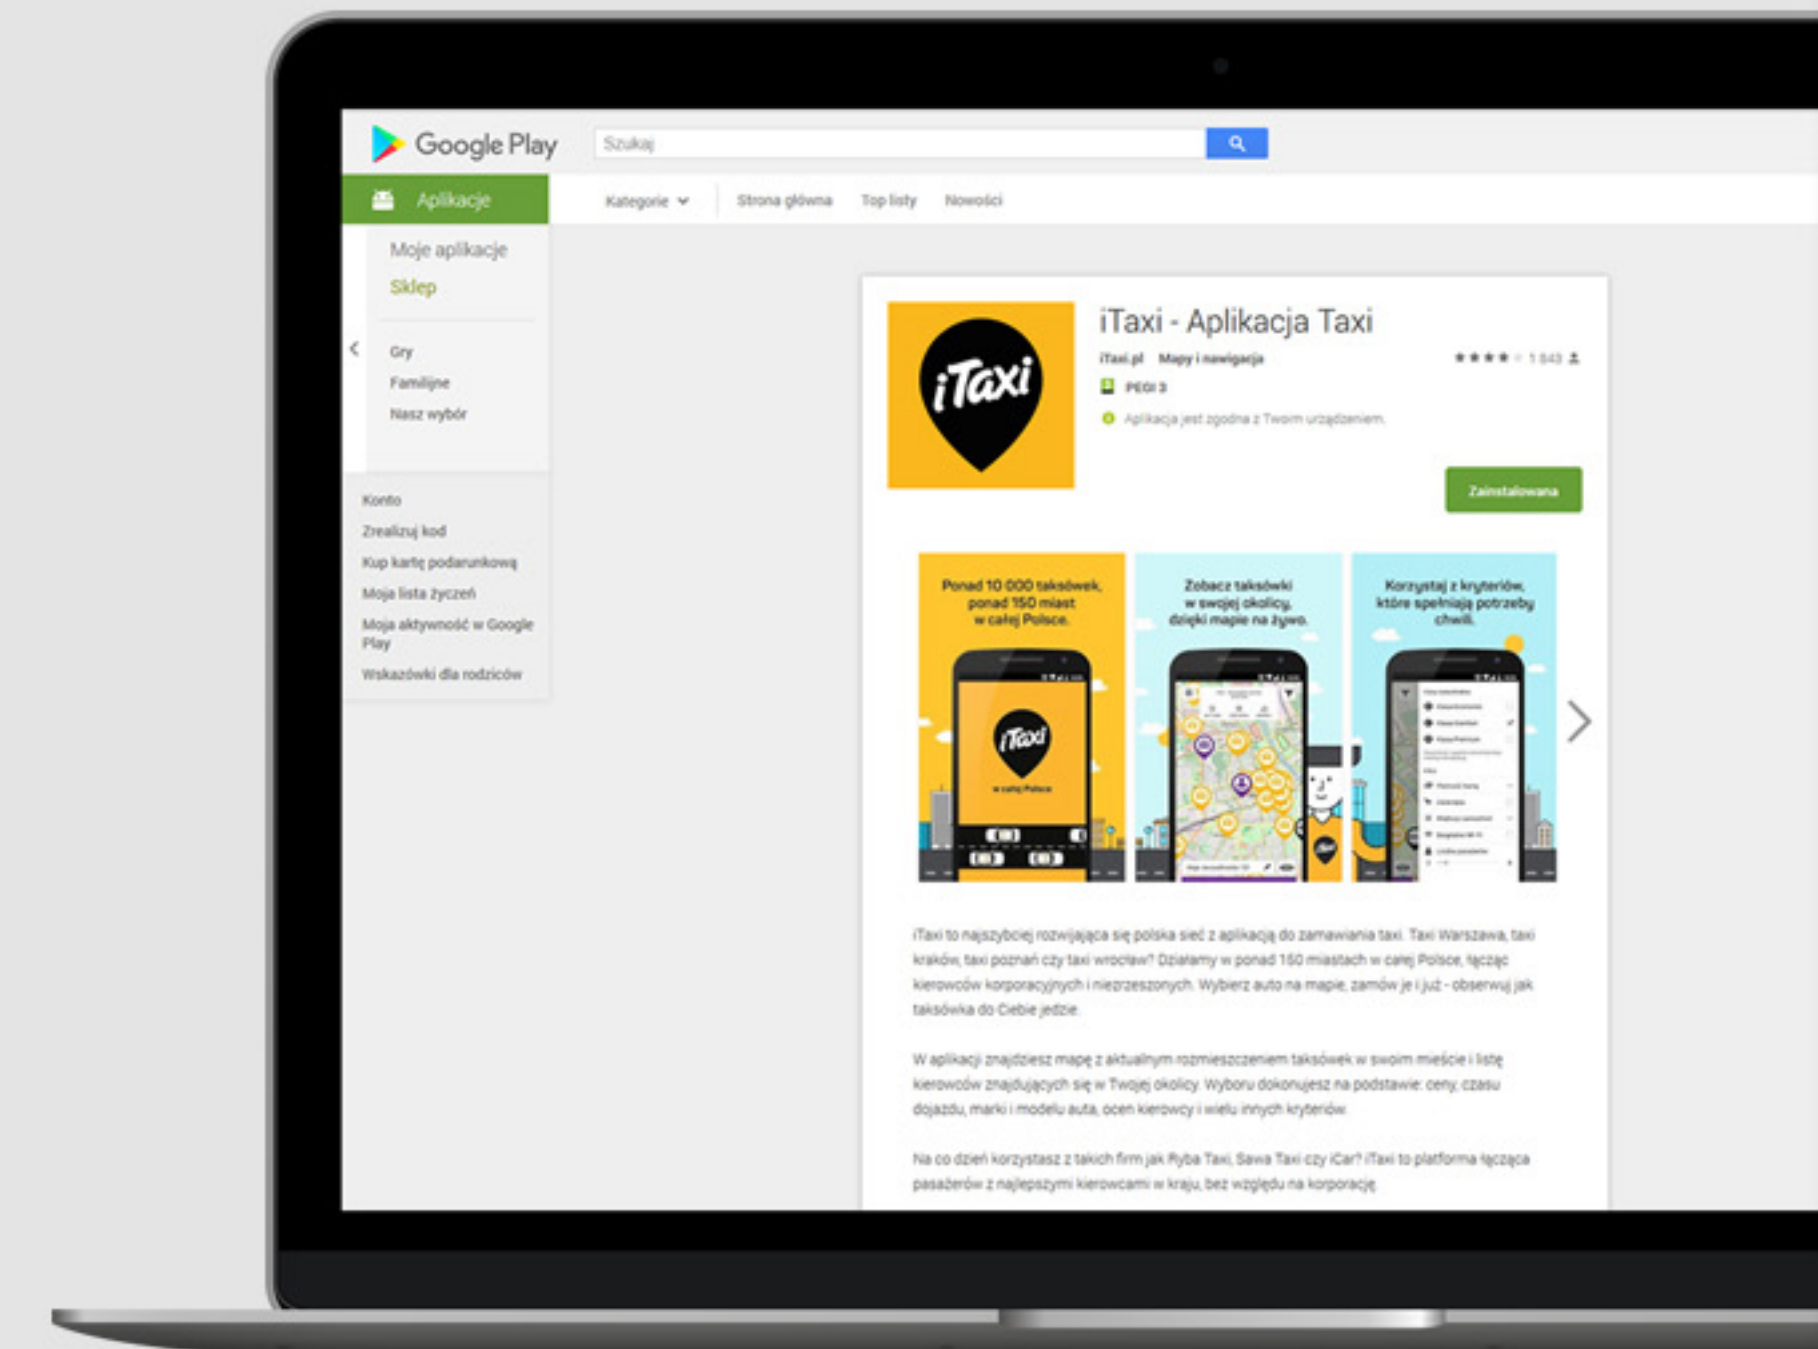 Google Play
Szukaj
Aplikacje
Kategorie
Strona główna
Top listy
Nowości
Moje aplikacje
Sklep
Gry
Familijne
Nasz wybór
Konto
Zrealizuj kod
Kup kartę podarunkową
Moja lista życzeń
Moja aktywność w Google
Play
Wskazówki dla rodziców
iTaxi
iTaxi - Aplikacja Taxi
iTaxi.pl Mapy i nawigacja
1 843
PEGI 3
Aplikacja jest zgodna z Twoim urządzeniem.
Zainstalowana
Ponad 10 000 taksówek,
ponad 150 miast
w całej Polsce.
iTaxi
w całej Polsce
Zobacz taksówki
w swojej okolicy,
dzięki mapie na żywo.
iTaxi
Korzystaj z kryteriów,
które spełniają potrzeby
chwili.
iTaxi to najszybciej rozwijająca się polska sieć z aplikacją do zamawiania taxi. Taxi Warszawa, taxi
kraków, taxi poznań czy taxi wrocław? Działamy w ponad 150 miastach w całej Polsce, łącząc
kierowców korporacyjnych i niezrzeszonych. Wybierz auto na mapie, zamów je i już - obserwuj jak
taksówka do Ciebie jedzie.
W aplikacji znajdziesz mapę z aktualnym rozmieszczeniem taksówek w swoim mieście i listę
kierowców znajdujących się w Twojej okolicy. Wyboru dokonujesz na podstawie: ceny, czasu
dojazdu, marki i modelu auta, ocen kierowcy i wielu innych kryteriów.
Na co dzień korzystasz z takich firm jak Ryba Taxi, Sawa Taxi czy iCar? iTaxi to platforma łącząca
pasażerów z najlepszymi kierowcami w kraju, bez względu na korporację.